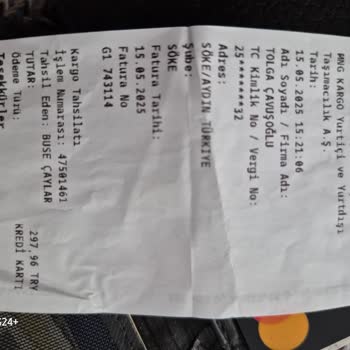 MNG KARGO Yurtiçi ve Yurtdışı
Taşımacılık A.Ş.
Tarih:
15.05.2025 15:21:06
Adı Soyadı / Firma Adı:
TOLGA ÇAVUŞOĞLU
TC Kimlik No / Vergi No:
25*******32
Adres:
SÖKE/AYDIN TÜRKİYE
Şube:
SÖKE
Fatura Tarihi:
15.05.2025
Fatura No
G1 743114
Kargo Tahsilatı
İşlem Numarası: 47501461
Tahsil Eden: BUSE ÇAYLAR
TUTAR: 297,96 TRY
Ödeme Türü: KREDİ KARTI
Teşekkürler
G24+